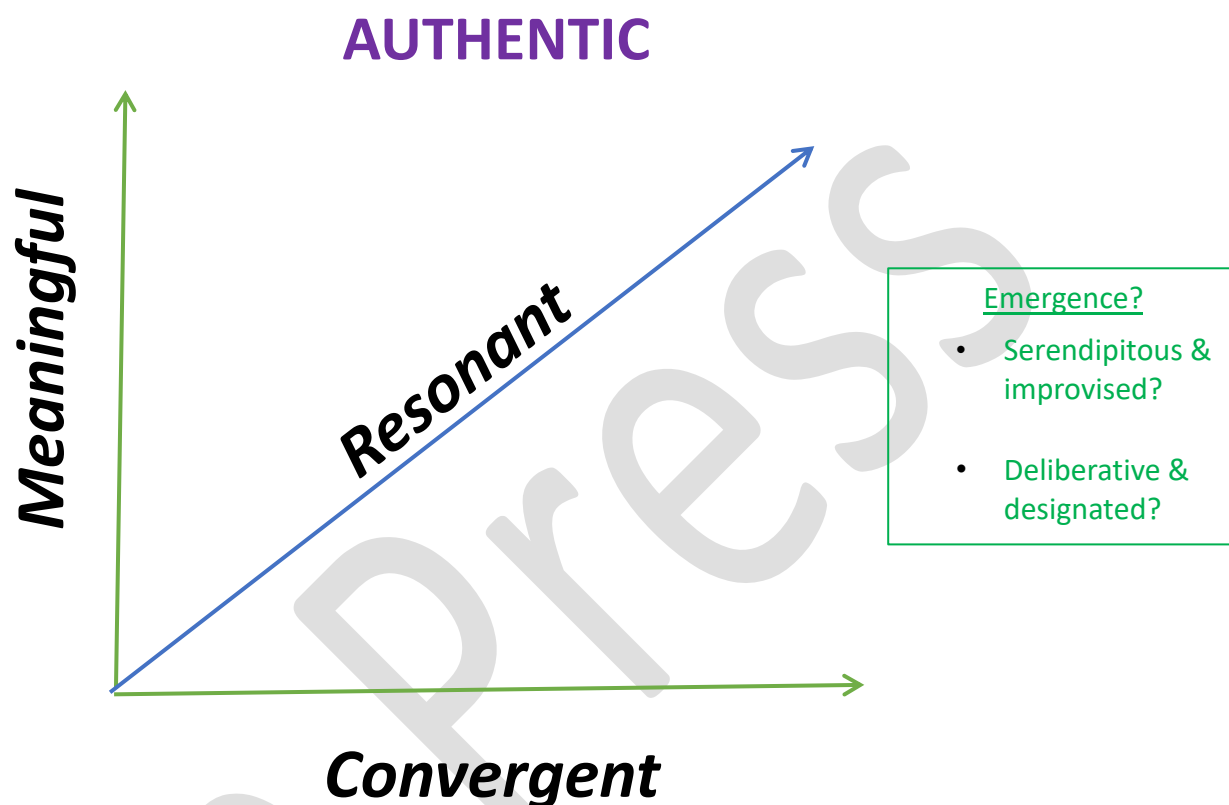 AUTHENTIC
Meaningful
Resonant
Emergence?
• Serendipitous &
improvised?
• Deliberative &
designated?
Convergent
Press